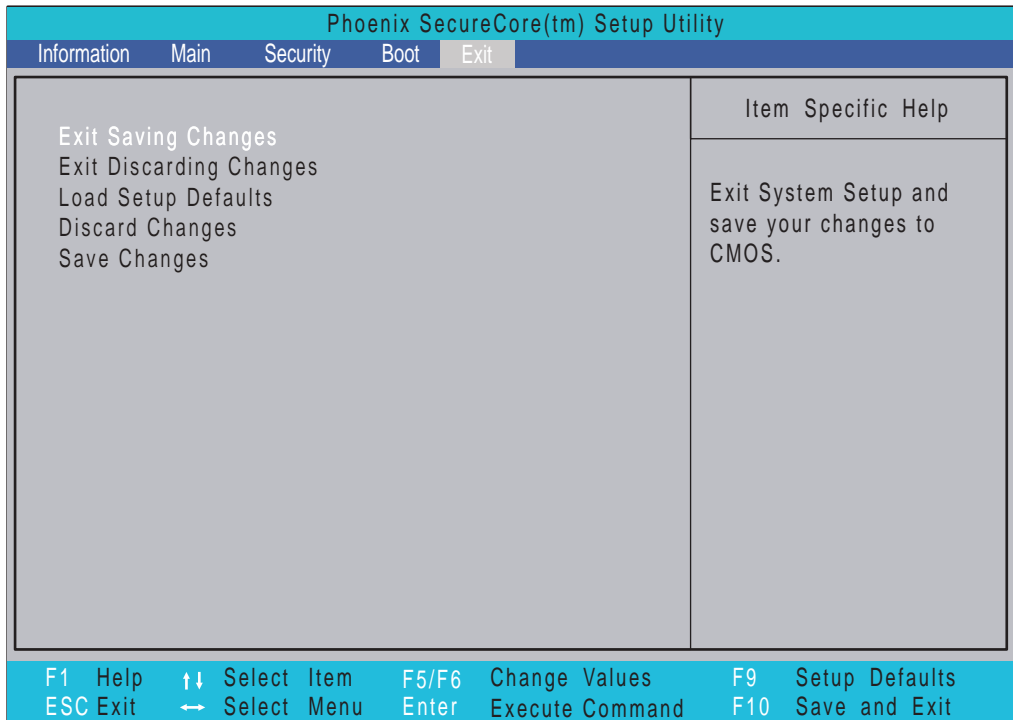 Phoenix SecureCore(tm) Setup Utility
Information Main Security Boot Exit
Exit Saving Changes
Exit Discarding Changes
Load Setup Defaults
Discard Changes
Save Changes
Item Specific Help
Exit System Setup and
save your changes to
CMOS.
F1 Help ↑↓ Select Item F5/F6 Change Values F9 Setup Defaults
ESC Exit ↔ Select Menu Enter Execute Command F10 Save and Exit